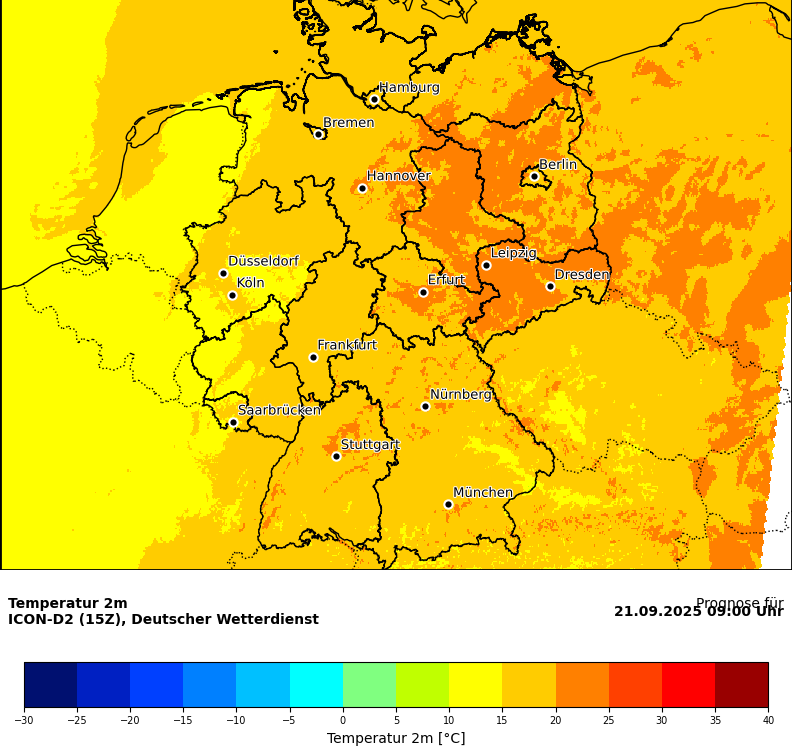 Hamburg
Bremen
Berlin
Hannover
Leipzig
Düsseldorf
Dresden
Köln
Erfurt
Frankfurt
Nürnberg
Saarbrücken
Stuttgart
München
Temperatur 2m
ICON-D2 (15Z), Deutscher Wetterdienst
Prognose für
21.09.2025 09:00 Uhr
−30 −25 −20 −15 −10 −5 0 5 10 15 20 25 30 35 40
Temperatur 2m [°C]